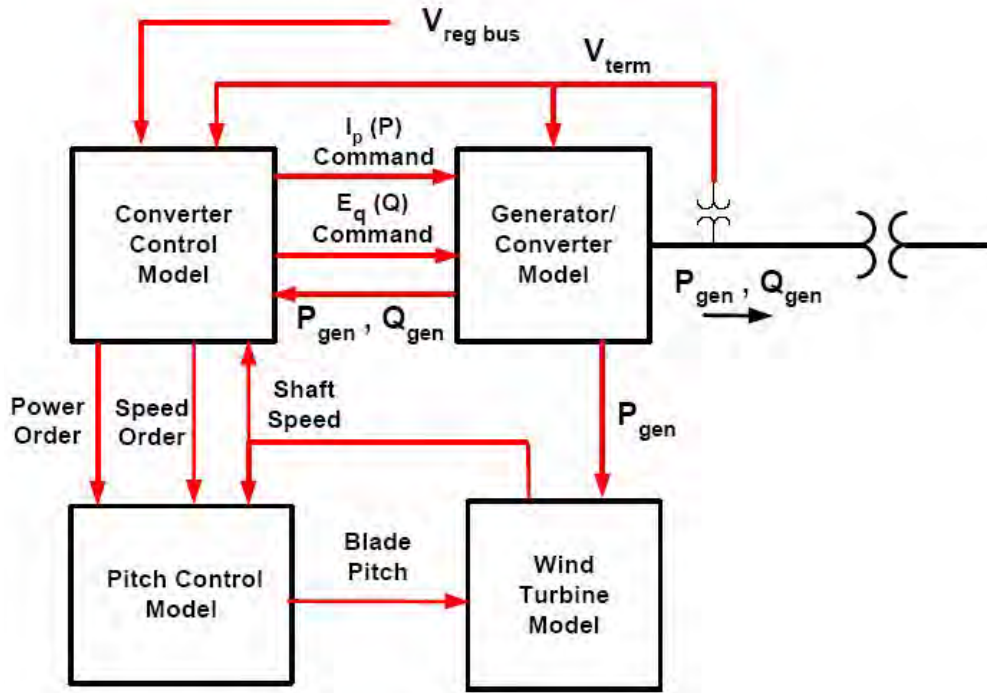 V reg bus
V term
I p (P)
Command
Converter
Control
Model
E q (Q)
Command
Generator/
Converter
Model
P gen , Q gen
P gen , Q gen
Power
Order
Speed
Order
Shaft
Speed
P gen
Pitch Control
Model
Blade
Pitch
Wind
Turbine
Model